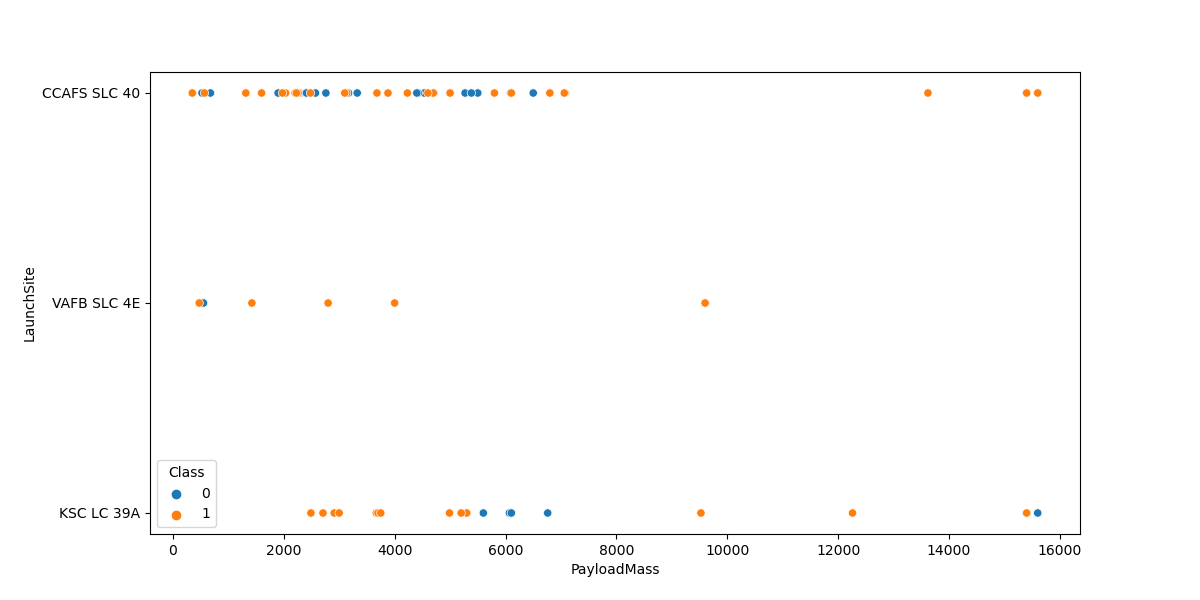 CCAFS SLC 40
VAFB SLC 4E
KSC LC 39A
LaunchSite
Class
0
1
0 2000 4000 6000 8000 10000 12000 14000 16000
PayloadMass